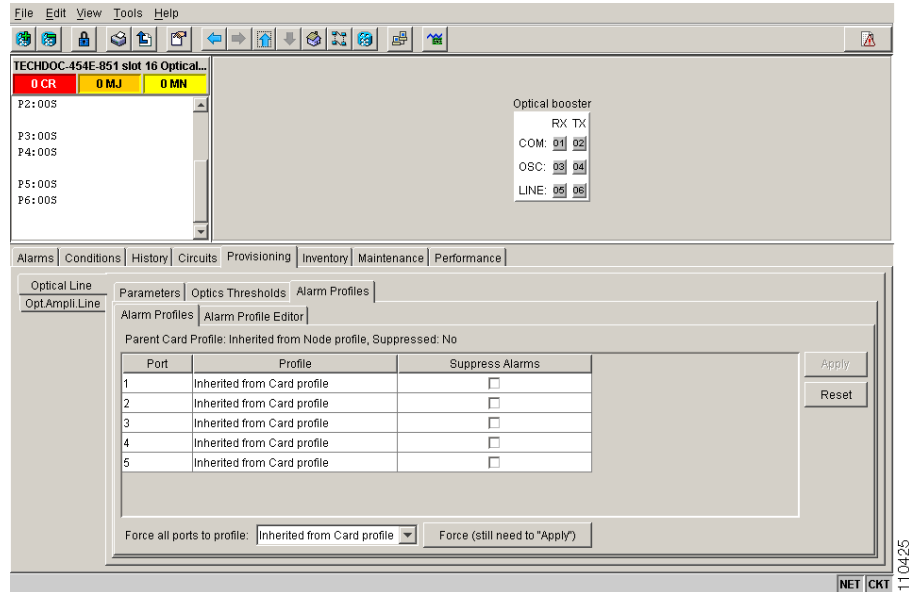 File Edit View Tools Help
TECHDOC-454E-851 slot 16 Optical...
0 CR 0 MJ 0 MN
P2:OOS
P3:OOS
P4:OOS
P5:OOS
P6:OOS
Optical booster
RX TX
COM: 01 02
OSC: 03 04
LINE: 05 06
Alarms Conditions History Circuits Provisioning Inventory Maintenance Performance
Optical Line
Opt.Ampli.Line
Parameters Optics Thresholds Alarm Profiles
Alarm Profiles Alarm Profile Editor
Parent Card Profile: Inherited from Node profile, Suppressed: No
Port Profile Suppress Alarms
1 Inherited from Card profile
2 Inherited from Card profile
3 Inherited from Card profile
4 Inherited from Card profile
5 Inherited from Card profile
Apply
Reset
Force all ports to profile: Inherited from Card profile Force (still need to "Apply")
NET CKT
110425